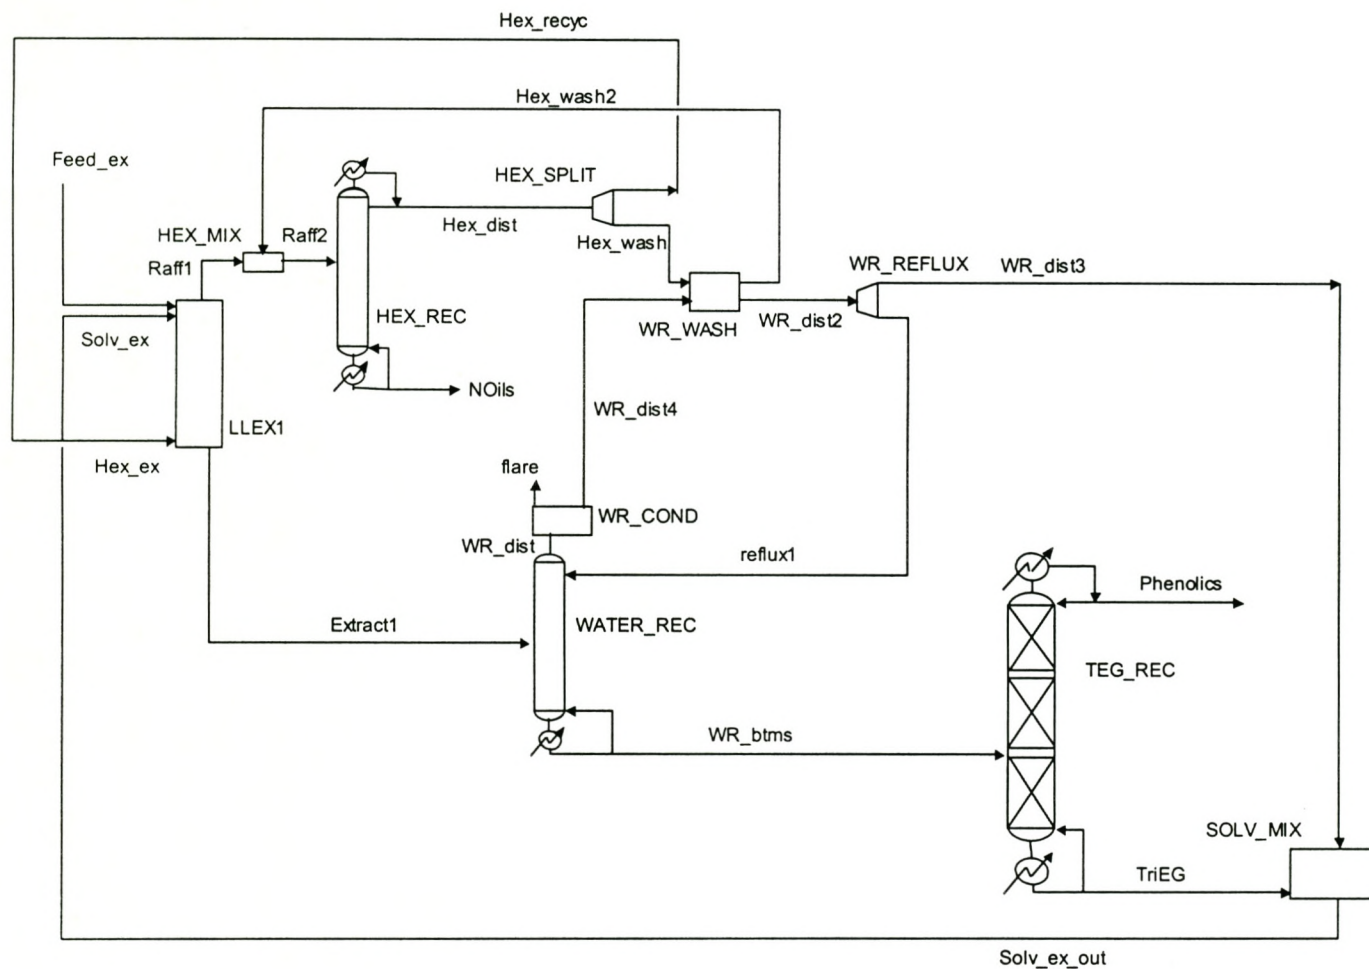 Hex_recyc
Hex_wash2
Feed_ex
HEX_SPLIT
Hex_dist
HEX_MIX
Raff2
Hex_wash
Raff1
WR_REFLUX
WR_dist3
HEX_REC
WR_WASH
WR_dist2
Solv_ex
NOils
WR_dist4
LLEX1
Hex_ex
flare
WR_COND
WR_dist
reflux1
Phenolics
Extract1
WATER_REC
TEG_REC
WR_btms
SOLV_MIX
TriEG
Solv_ex_out